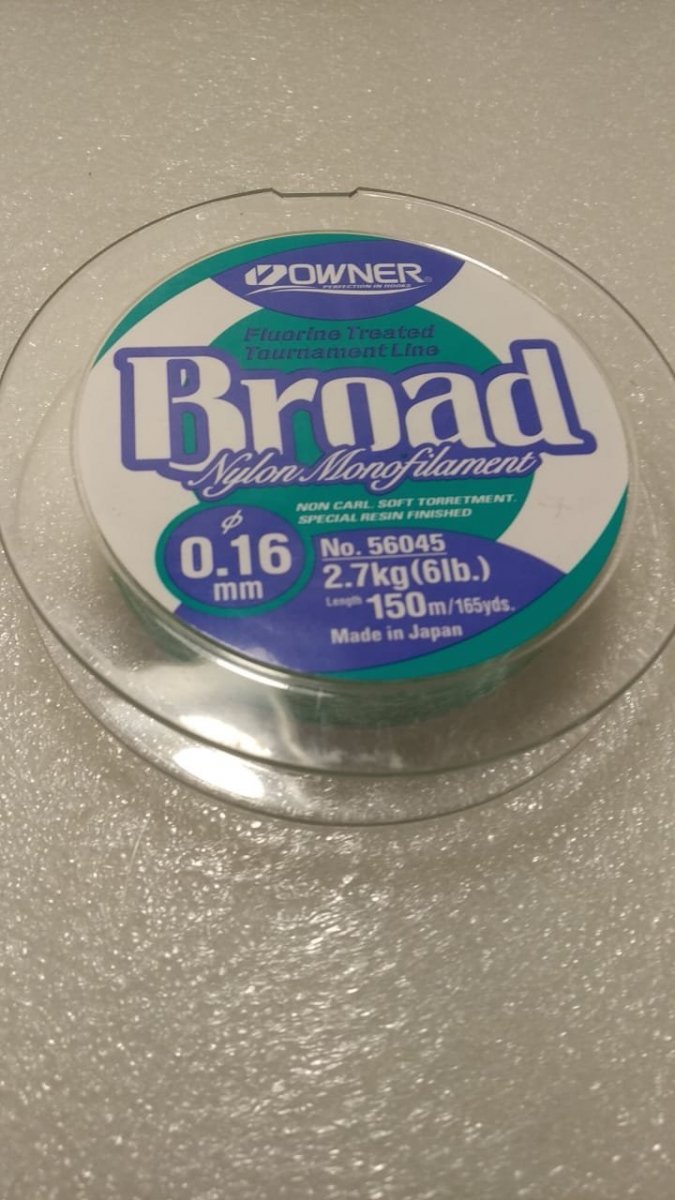 OWNER
PERFECTION IN HOOKS
Fluorine Treated
Tournament Line
Broad
Nylon Monofilament
NON CARL. SOFT TORRETMENT.
SPECIAL RESIN FINISHED
φ
0.16
mm
No. 56045
2.7kg(6lb.)
Length 150m/165yds.
Made in Japan